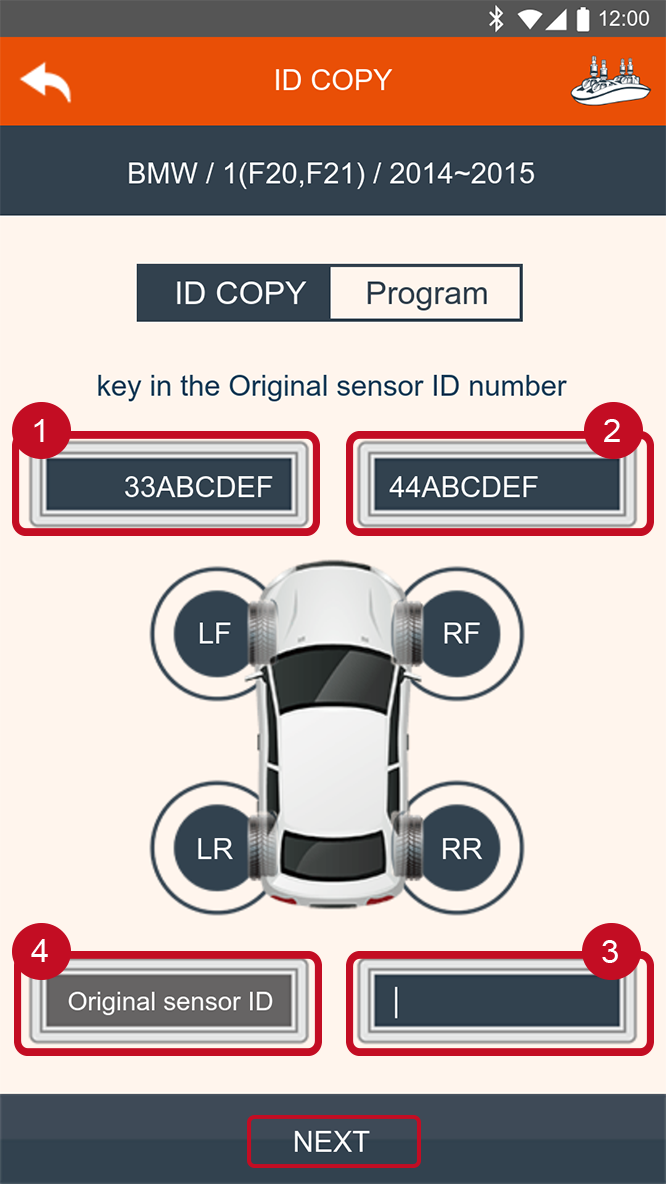 12:00
ID COPY
BMW / 1(F20,F21) / 2014~2015
ID COPY Program
key in the Original sensor ID number
1 2
33ABCDEF 44ABCDEF
LF RF
LR RR
4 3
Original sensor ID
NEXT